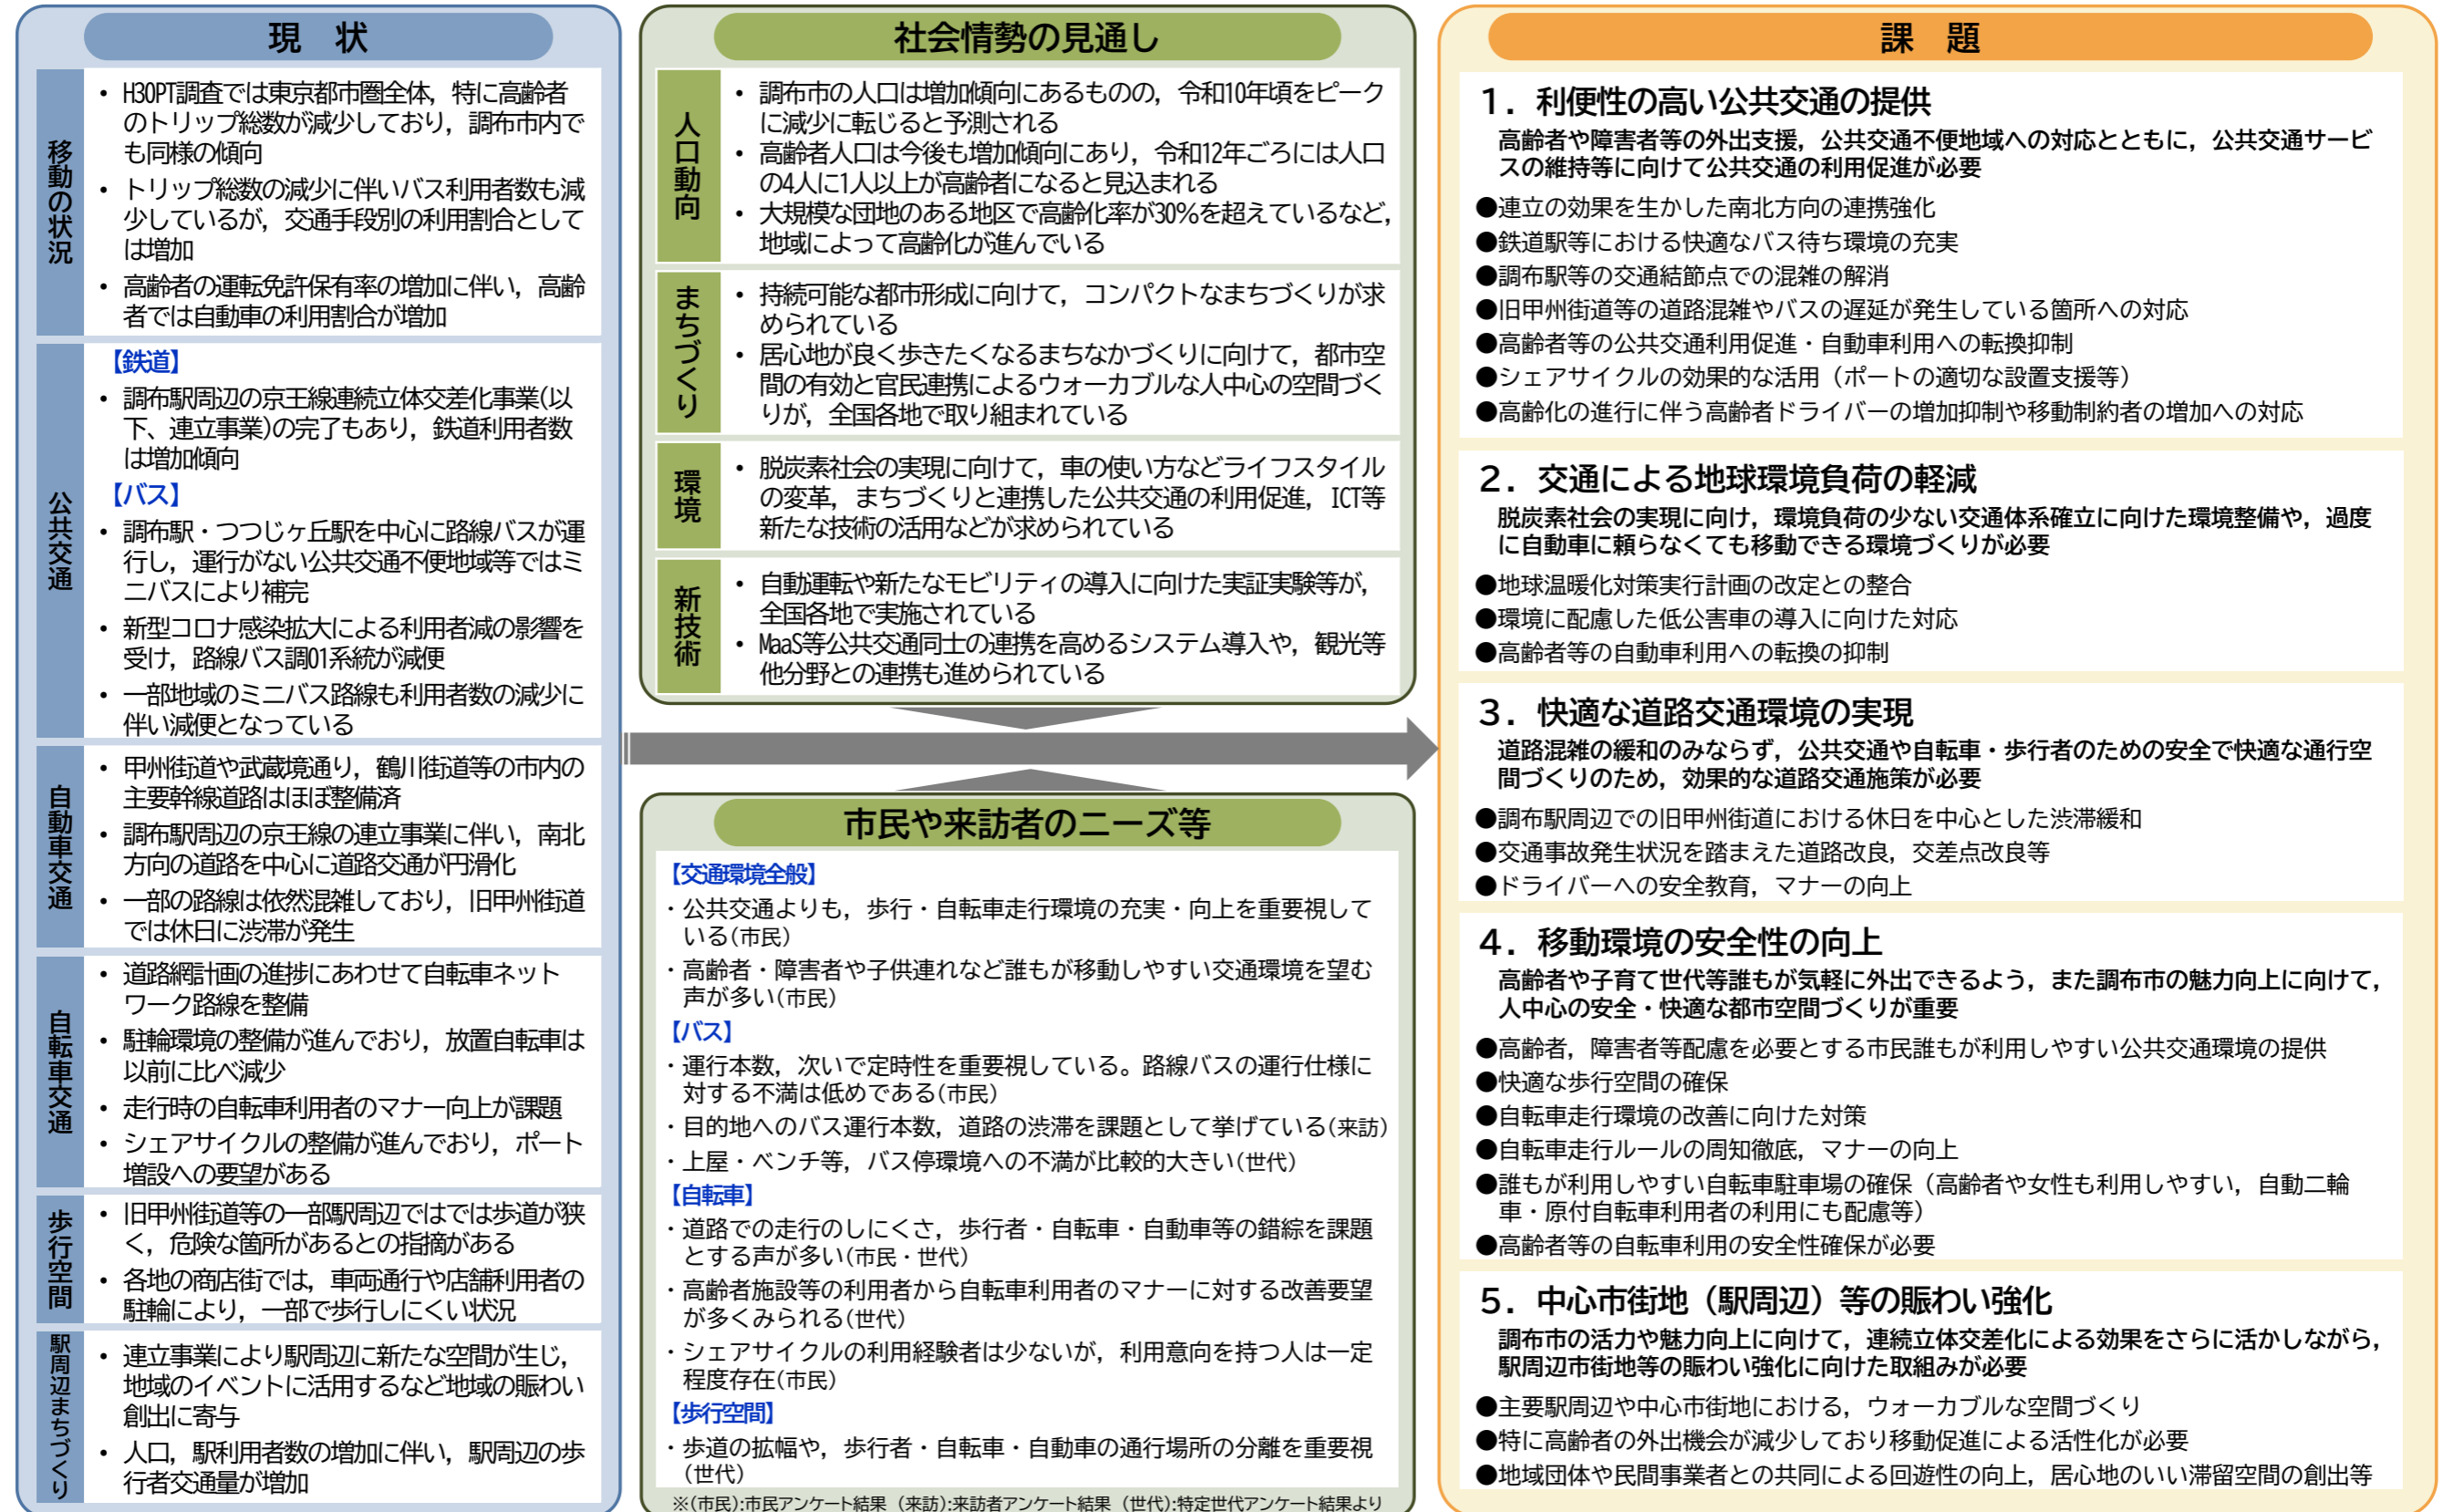 現 状
移動の状況
・ H30PT調査では東京都市圏全体，特に高齢者
のトリップ総数が減少しており，調布市内で
も同様の傾向
・ トリップ総数の減少に伴いバス利用者数も減
少しているが，交通手段別の利用割合として
は増加
・ 高齢者の運転免許保有率の増加に伴い，高齢
者では自動車の利用割合が増加
公共交通
【鉄道】
・ 調布駅周辺の京王線連続立体交差化事業(以
下、連立事業)の完了もあり，鉄道利用者数
は増加傾向
【バス】
・ 調布駅・つつじヶ丘駅を中心に路線バスが運
行し，運行がない公共交通不便地域等ではミ
ニバスにより補完
・ 新型コロナ感染拡大による利用者減の影響を
受け，路線バス調01系統が減便
・ 一部地域のミニバス路線も利用者数の減少に
伴い減便となっている
自動車交通
・ 甲州街道や武蔵境通り，鶴川街道等の市内の
主要幹線道路はほぼ整備済
・ 調布駅周辺の京王線の連立事業に伴い，南北
方向の道路を中心に道路交通が円滑化
・ 一部の路線は依然混雑しており，旧甲州街道
では休日に渋滞が発生
自転車交通
・ 道路網計画の進捗にあわせて自転車ネット
ワーク路線を整備
・ 駐輪環境の整備が進んでおり，放置自転車は
以前に比べ減少
・ 走行時の自転車利用者のマナー向上が課題
・ シェアサイクルの整備が進んでおり，ポート
増設への要望がある
歩行空間
・ 旧甲州街道等の一部駅周辺ではでは歩道が狭
く，危険な箇所があるとの指摘がある
・ 各地の商店街では，車両通行や店舗利用者の
駐輪により，一部で歩行しにくい状況
駅周辺まちづくり
・ 連立事業により駅周辺に新たな空間が生じ，
地域のイベントに活用するなど地域の賑わい
創出に寄与
・ 人口，駅利用者数の増加に伴い，駅周辺の歩
行者交通量が増加
社会情勢の見通し
人口動向
・ 調布市の人口は増加傾向にあるものの，令和10年頃をピーク
に減少に転じると予測される
・ 高齢者人口は今後も増加傾向にあり，令和12年ごろには人口
の4人に1人以上が高齢者になると見込まれる
・ 大規模な団地のある地区で高齢化率が30%を超えているなど，
地域によって高齢化が進んでいる
まちづくり
・ 持続可能な都市形成に向けて，コンパクトなまちづくりが求
められている
・ 居心地が良く歩きたくなるまちなかづくりに向けて，都市空
間の有効と官民連携によるウォーカブルな人中心の空間づく
りが，全国各地で取り組まれている
環境
・ 脱炭素社会の実現に向けて，車の使い方などライフスタイル
の変革，まちづくりと連携した公共交通の利用促進，ICT等
新たな技術の活用などが求められている
新技術
・ 自動運転や新たなモビリティの導入に向けた実証実験等が，
全国各地で実施されている
・ MaaS等公共交通同士の連携を高めるシステム導入や，観光等
他分野との連携も進められている
市民や来訪者のニーズ等
【交通環境全般】
・公共交通よりも，歩行・自転車走行環境の充実・向上を重要視して
いる(市民)
・高齢者・障害者や子供連れなど誰もが移動しやすい交通環境を望む
声が多い(市民)
【バス】
・運行本数，次いで定時性を重要視している。路線バスの運行仕様に
対する不満は低めである(市民)
・目的地へのバス運行本数，道路の渋滞を課題として挙げている(来訪)
・上屋・ベンチ等，バス停環境への不満が比較的大きい(世代)
【自転車】
・道路での走行のしにくさ，歩行者・自転車・自動車等の錯綜を課題
とする声が多い(市民・世代)
・高齢者施設等の利用者から自転車利用者のマナーに対する改善要望
が多くみられる(世代)
・シェアサイクルの利用経験者は少ないが，利用意向を持つ人は一定
程度存在(市民)
【歩行空間】
・歩道の拡幅や，歩行者・自転車・自動車の通行場所の分離を重要視
(世代)
※(市民):市民アンケート結果 (来訪):来訪者アンケート結果 (世代):特定世代アンケート結果より
課 題
1．利便性の高い公共交通の提供
高齢者や障害者等の外出支援，公共交通不便地域への対応とともに，公共交通サービ
スの維持等に向けて公共交通の利用促進が必要
●連立の効果を生かした南北方向の連携強化
●鉄道駅等における快適なバス待ち環境の充実
●調布駅等の交通結節点での混雑の解消
●旧甲州街道等の道路混雑やバスの遅延が発生している箇所への対応
●高齢者等の公共交通利用促進・自動車利用への転換抑制
●シェアサイクルの効果的な活用（ポートの適切な設置支援等）
●高齢化の進行に伴う高齢者ドライバーの増加抑制や移動制約者の増加への対応
2．交通による地球環境負荷の軽減
脱炭素社会の実現に向け，環境負荷の少ない交通体系確立に向けた環境整備や，過度
に自動車に頼らなくても移動できる環境づくりが必要
●地球温暖化対策実行計画の改定との整合
●環境に配慮した低公害車の導入に向けた対応
●高齢者等の自動車利用への転換の抑制
3．快適な道路交通環境の実現
道路混雑の緩和のみならず，公共交通や自転車・歩行者のための安全で快適な通行空
間づくりのため，効果的な道路交通施策が必要
●調布駅周辺での旧甲州街道における休日を中心とした渋滞緩和
●交通事故発生状況を踏まえた道路改良，交差点改良等
●ドライバーへの安全教育，マナーの向上
4．移動環境の安全性の向上
高齢者や子育て世代等誰もが気軽に外出できるよう，また調布市の魅力向上に向けて，
人中心の安全・快適な都市空間づくりが重要
●高齢者，障害者等配慮を必要とする市民誰もが利用しやすい公共交通環境の提供
●快適な歩行空間の確保
●自転車走行環境の改善に向けた対策
●自転車走行ルールの周知徹底，マナーの向上
●誰もが利用しやすい自転車駐車場の確保（高齢者や女性も利用しやすい，自動二輪
車・原付自転車利用者の利用にも配慮等）
●高齢者等の自転車利用の安全性確保が必要
5．中心市街地（駅周辺）等の賑わい強化
調布市の活力や魅力向上に向けて，連続立体交差化による効果をさらに活かしながら，
駅周辺市街地等の賑わい強化に向けた取組みが必要
●主要駅周辺や中心市街地における，ウォーカブルな空間づくり
●特に高齢者の外出機会が減少しており移動促進による活性化が必要
●地域団体や民間事業者との共同による回遊性の向上，居心地のいい滞留空間の創出等